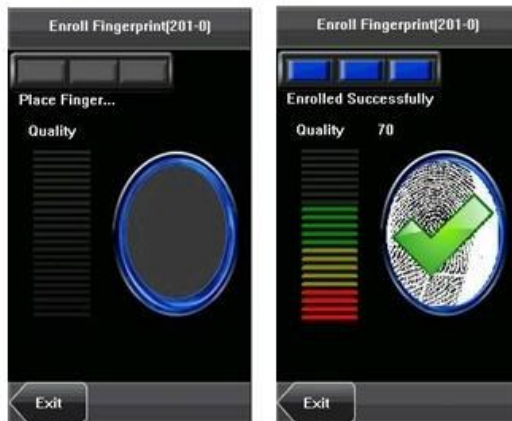 Enroll Fingerprint(201-0)
Place Finger...
Quality
Exit
Enroll Fingerprint(201-0)
Enrolled Successfully
Quality 70
Exit